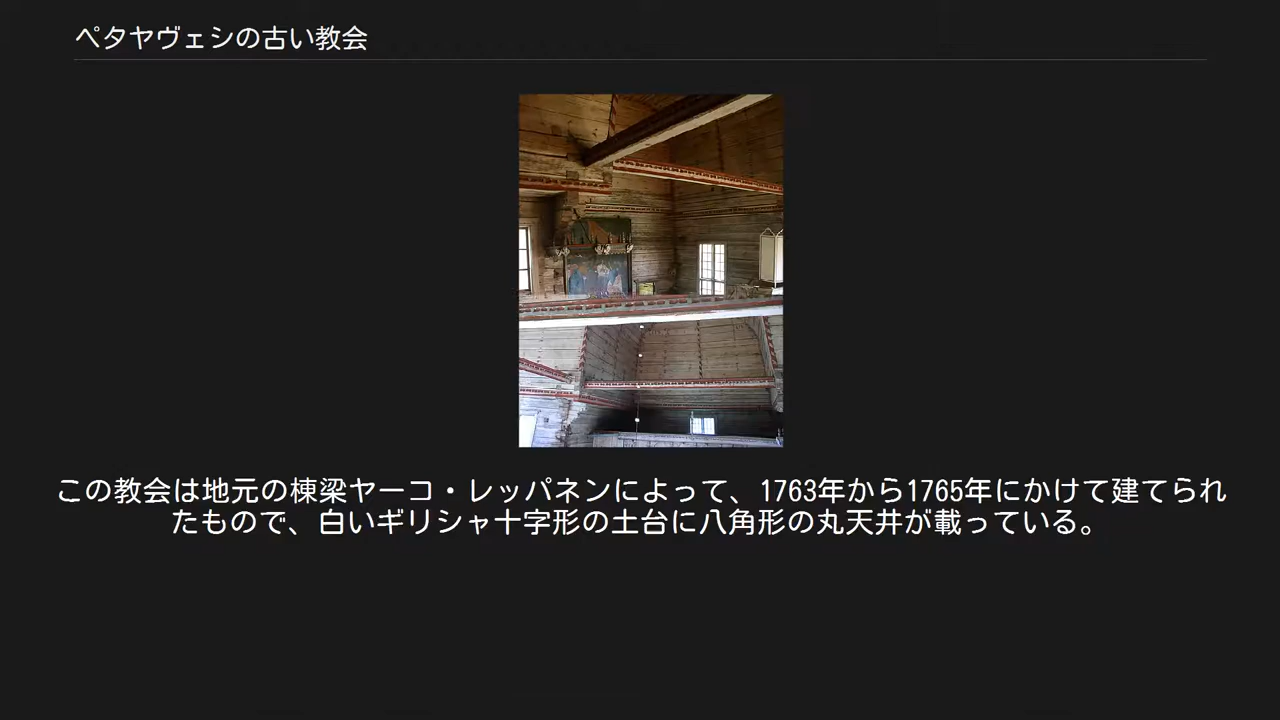 ペタヤヴェシの古い教会
この教会は地元の棟梁ヤーコ・レッパネンによって、1763年から1765年にかけて建てられ
たもので、白いギリシャ十字形の土台に八角形の丸天井が載っている。